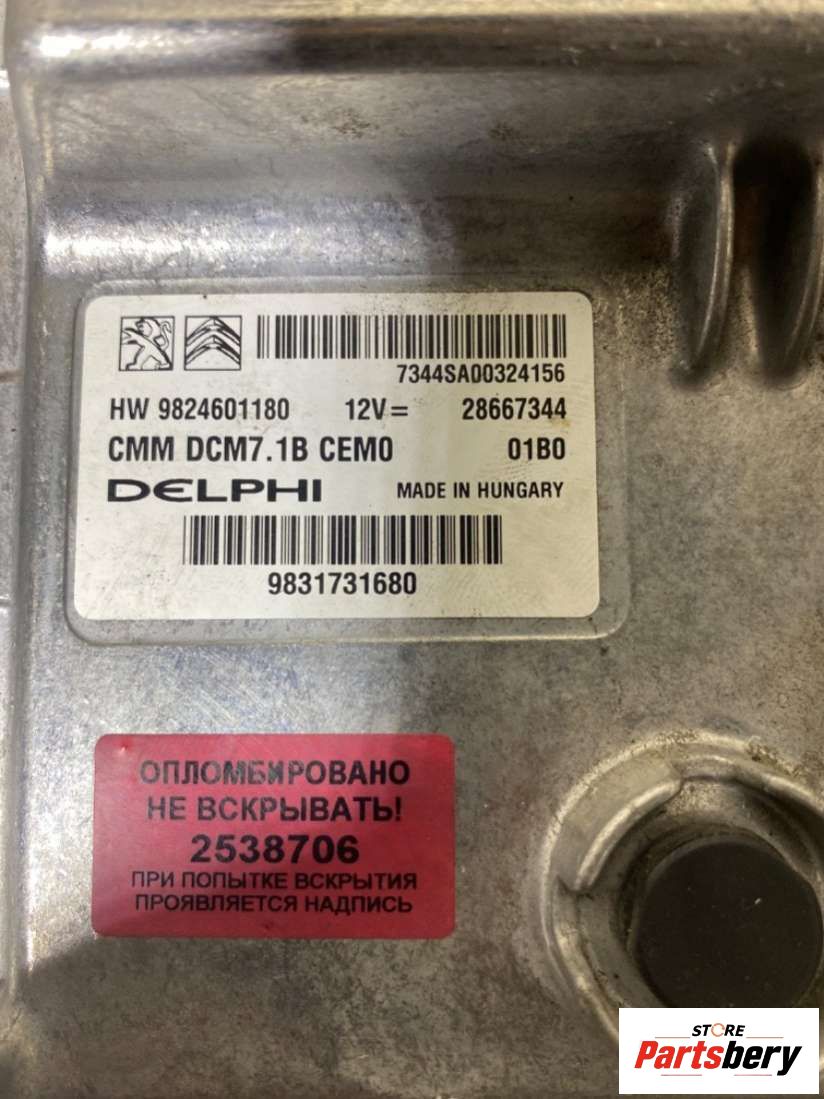 7344SA00324156
HW 9824601180 12V= 28667344
CMM DCM7.1B CEM0 01B0
DELPHI MADE IN HUNGARY
9831731680
ОПЛОМБИРОВАНО
НЕ ВСКРЫВАТЬ!
2538706
ПРИ ПОПЫТКЕ ВСКРЫТИЯ
ПРОЯВЛЯЕТСЯ НАДПИСЬ
STORE
Partsbery